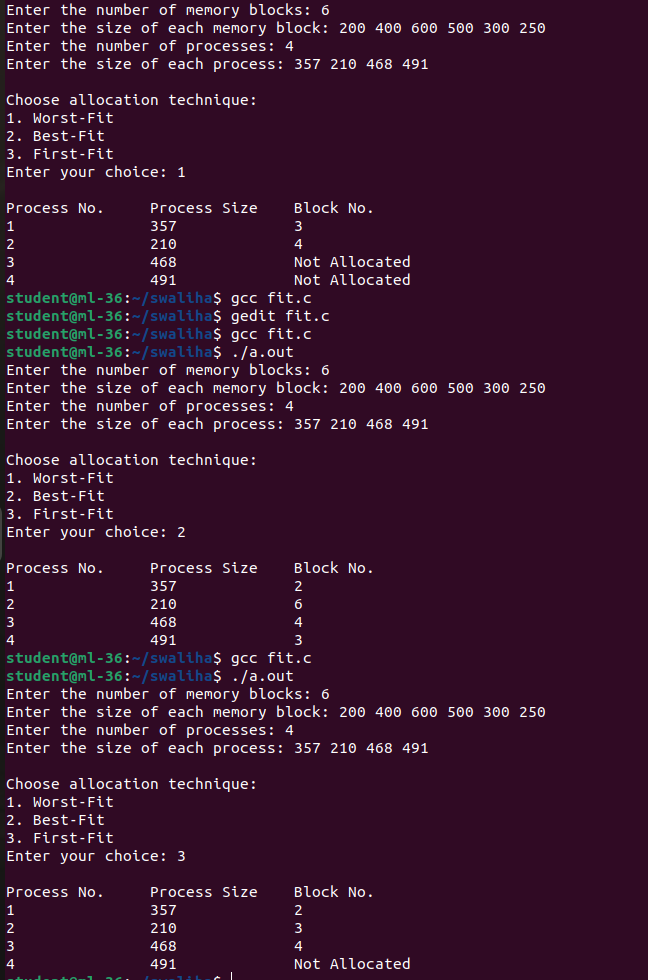 Enter the number of memory blocks: 6
Enter the size of each memory block: 200 400 600 500 300 250
Enter the number of processes: 4
Enter the size of each process: 357 210 468 491

Choose allocation technique:
1. Worst-Fit
2. Best-Fit
3. First-Fit
Enter your choice: 1

Process No.     Process Size    Block No.
1               357             3
2               210             4
3               468             Not Allocated
4               491             Not Allocated
student@ml-36:~/swaliha$ gcc fit.c
student@ml-36:~/swaliha$ gedit fit.c
student@ml-36:~/swaliha$ gcc fit.c
student@ml-36:~/swaliha$ ./a.out
Enter the number of memory blocks: 6
Enter the size of each memory block: 200 400 600 500 300 250
Enter the number of processes: 4
Enter the size of each process: 357 210 468 491

Choose allocation technique:
1. Worst-Fit
2. Best-Fit
3. First-Fit
Enter your choice: 2

Process No.     Process Size    Block No.
1               357             2
2               210             6
3               468             4
4               491             3
student@ml-36:~/swaliha$ gcc fit.c
student@ml-36:~/swaliha$ ./a.out
Enter the number of memory blocks: 6
Enter the size of each memory block: 200 400 600 500 300 250
Enter the number of processes: 4
Enter the size of each process: 357 210 468 491

Choose allocation technique:
1. Worst-Fit
2. Best-Fit
3. First-Fit
Enter your choice: 3

Process No.     Process Size    Block No.
1               357             2
2               210             3
3               468             4
4               491             Not Allocated
student@ml-36:~/swaliha$